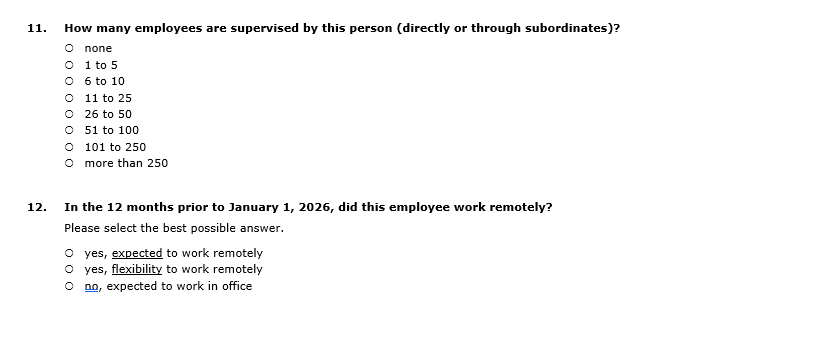 11. How many employees are supervised by this person (directly or through subordinates)?
none
1 to 5
6 to 10
11 to 25
26 to 50
51 to 100
101 to 250
more than 250
12. In the 12 months prior to January 1, 2026, did this employee work remotely?
Please select the best possible answer.
yes, expected to work remotely
yes, flexibility to work remotely
no, expected to work in office